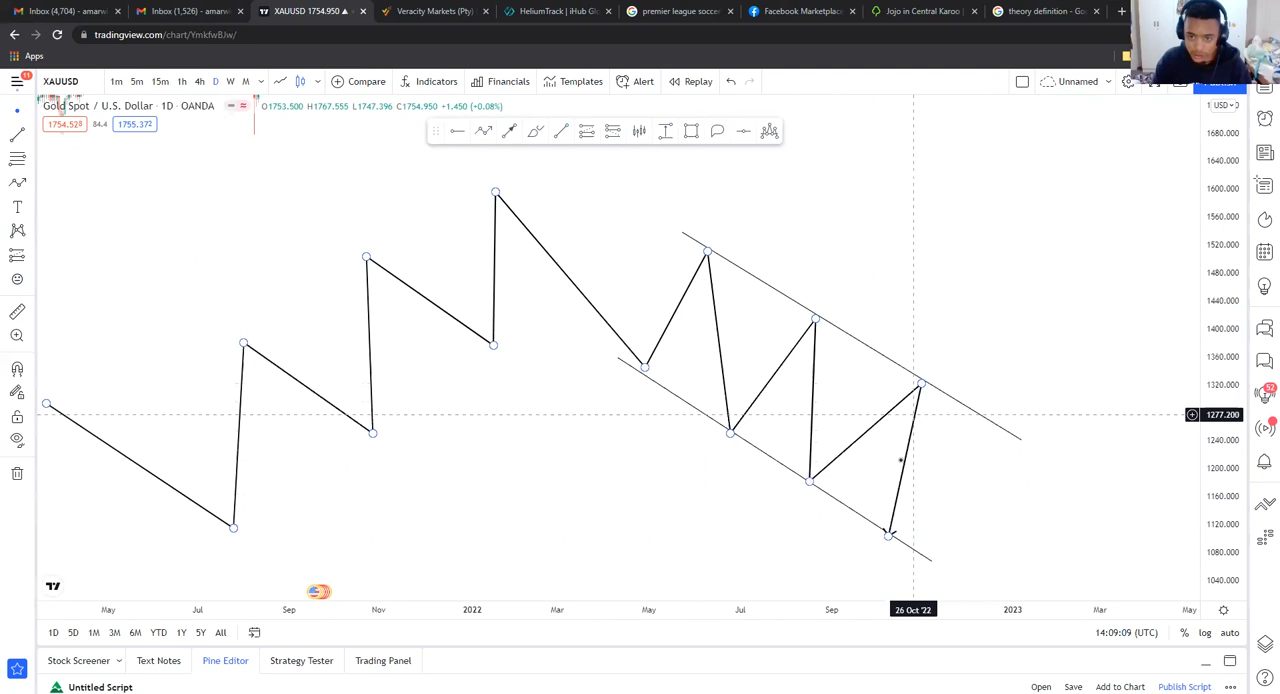 Inbox (4,704) - amarwi
Inbox (1,526) - amarwi
XAUUSD 1754.950 ▲
Veracity Markets (Pty)
HeliumTrack | iHub Glo
premier league soccer
Facebook Marketplac
Jojo in Central Karoo |
theory definition - Go
tradingview.com/chart/YmkfwBJw/
Apps
11
XAUUSD
1m 5m 15m 1h 4h D W M
Compare
Indicators
Financials
Templates
Alert
Replay
Unnamed
Gold Spot / U.S. Dollar · 1D · OANDA
O1753.500 H1767.555 L1747.396 C1754.950 +1.450 (+0.08%)
1754.528 84.4 1755.372
USD
1680.000
1640.000
1600.000
1560.000
1520.000
1480.000
1440.000
1400.000
1360.000
1320.000
1277.200
1240.000
1200.000
1160.000
1120.000
1080.000
1040.000
52
May Jul Sep Nov 2022 Mar May Jul Sep 26 Oct '22 2023 Mar May
1D 5D 1M 3M 6M YTD 1Y 5Y All
14:09:09 (UTC) % log auto
Stock Screener Text Notes Pine Editor Strategy Tester Trading Panel
Untitled Script
Open Save Add to Chart Publish Script